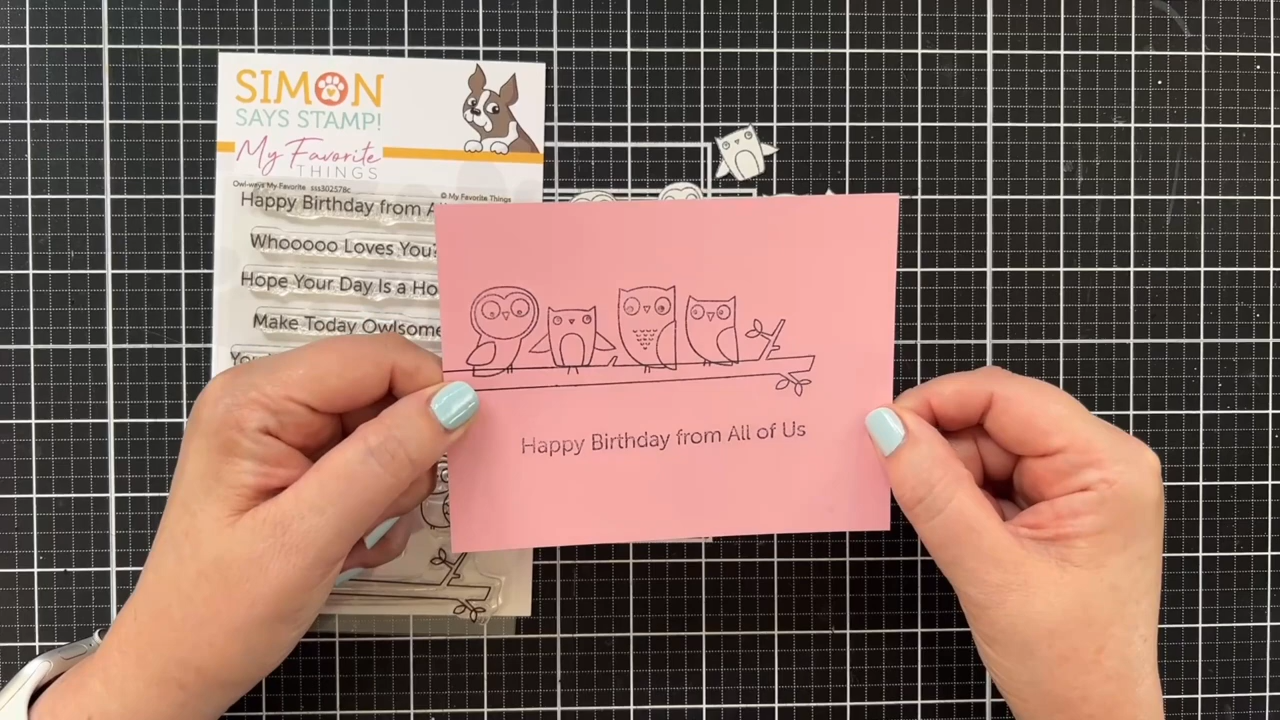 SIMON
SAYS STAMP!
My Favorite
THINGS
Owl-ways My Favorite sss302578c
© My Favorite Things
Happy Birthday from A
Whooooo Loves You?
Hope Your Day Is a Ho
Make Today Owlsome
Happy Birthday from All of Us